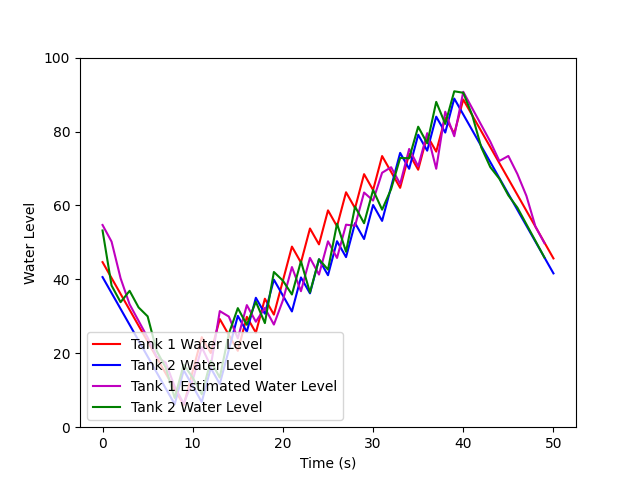 100
80
60
40
20
0
Water Level
Tank 1 Water Level
Tank 2 Water Level
Tank 1 Estimated Water Level
Tank 2 Water Level
0 10 20 30 40 50
Time (s)